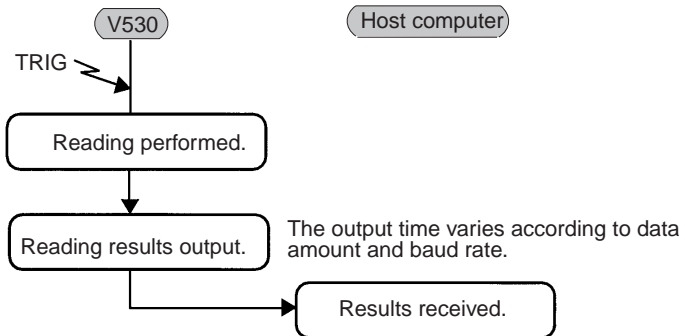 V530
Host computer
TRIG
Reading performed.
Reading results output.
The output time varies according to data
amount and baud rate.
Results received.